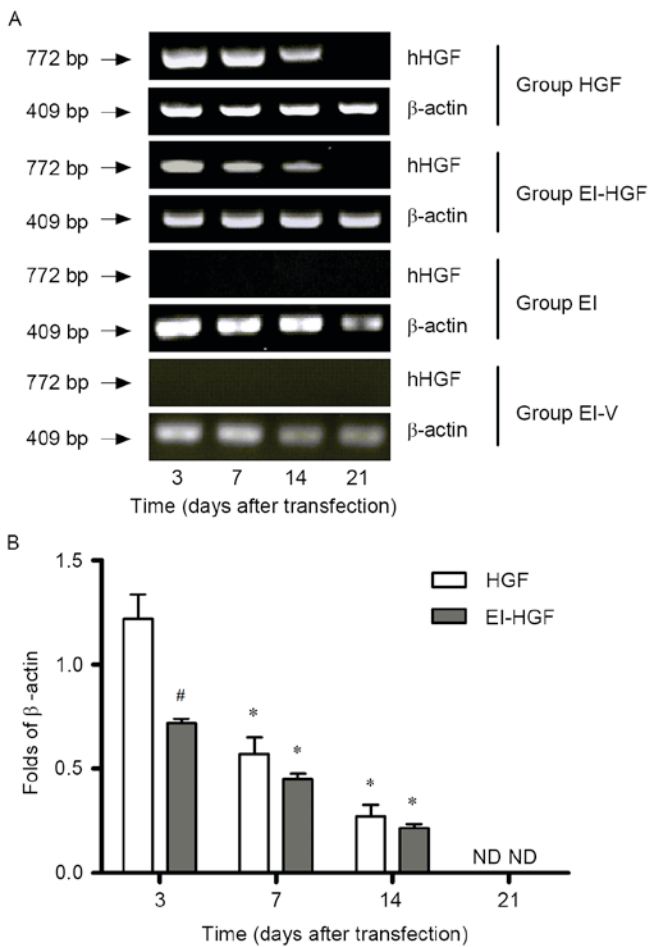 A
772 bp hHGF
409 bp β-actin
Group HGF
772 bp hHGF
409 bp β-actin
Group EI-HGF
772 bp hHGF
409 bp β-actin
Group EI
772 bp hHGF
409 bp β-actin
Group EI-V
3 7 14 21
Time (days after transfection)
B
Folds of β -actin
1.5
1.0
0.5
0.0
HGF
EI-HGF
#
*
*
*
*
ND ND
3 7 14 21
Time (days after transfection)